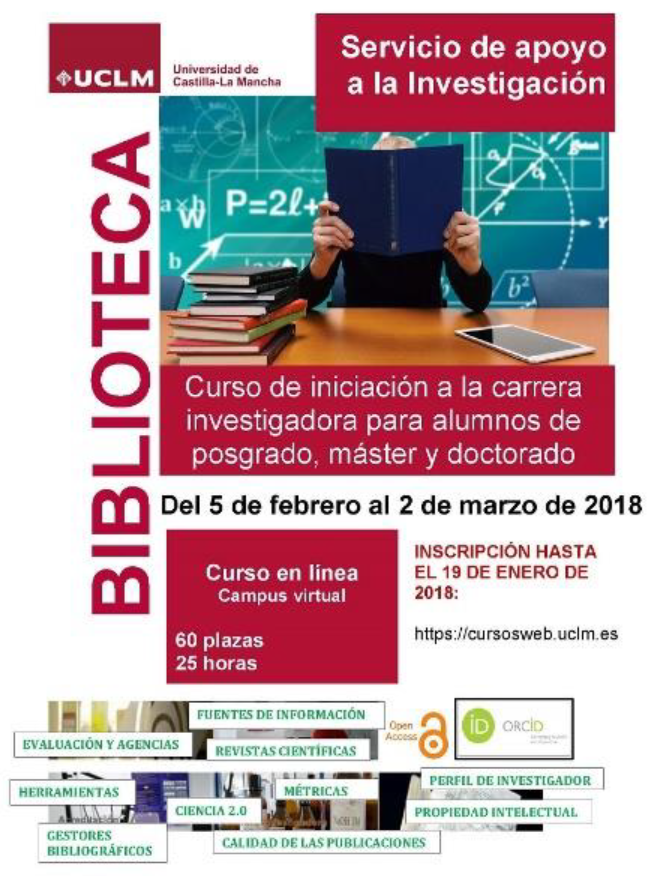 UCLM
Universidad de
Castilla-La Mancha
Servicio de apoyo
a la Investigación
BIBLIOTECA
a×b
W
P=2ℓ+
b
b²
Curso de iniciación a la carrera
investigadora para alumnos de
posgrado, máster y doctorado
Del 5 de febrero al 2 de marzo de 2018
Curso en línea
Campus virtual
60 plazas
25 horas
INSCRIPCIÓN HASTA
EL 19 DE ENERO DE
2018:
https://cursosweb.uclm.es
FUENTES DE INFORMACIÓN
Open
Access
iD ORCID
EVALUACIÓN Y AGENCIAS
REVISTAS CIENTÍFICAS
PERFIL DE INVESTIGADOR
HERRAMIENTAS
MÉTRICAS
CIENCIA 2.0
PROPIEDAD INTELECTUAL
GESTORES
BIBLIOGRÁFICOS
CALIDAD DE LAS PUBLICACIONES